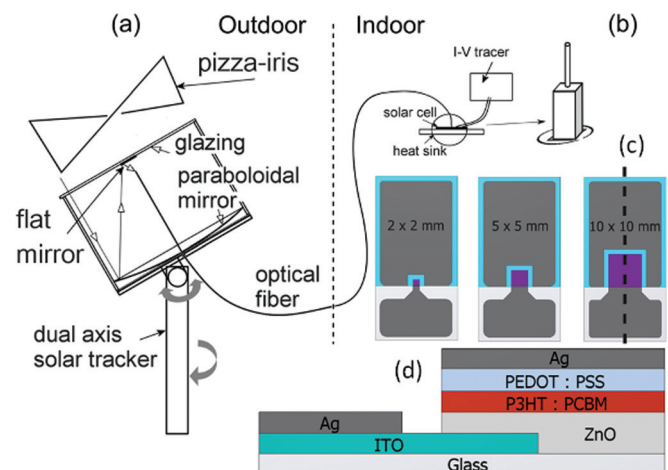 (a)
Outdoor
Indoor
(b)
pizza-iris
I-V tracer
solar cell
heat sink
glazing
paraboloidal
mirror
flat
mirror
(c)
2 x 2 mm
5 x 5 mm
10 x 10 mm
optical
fiber
dual axis
solar tracker
(d)
Ag
PEDOT : PSS
P3HT : PCBM
ZnO
Ag
ITO
Glass